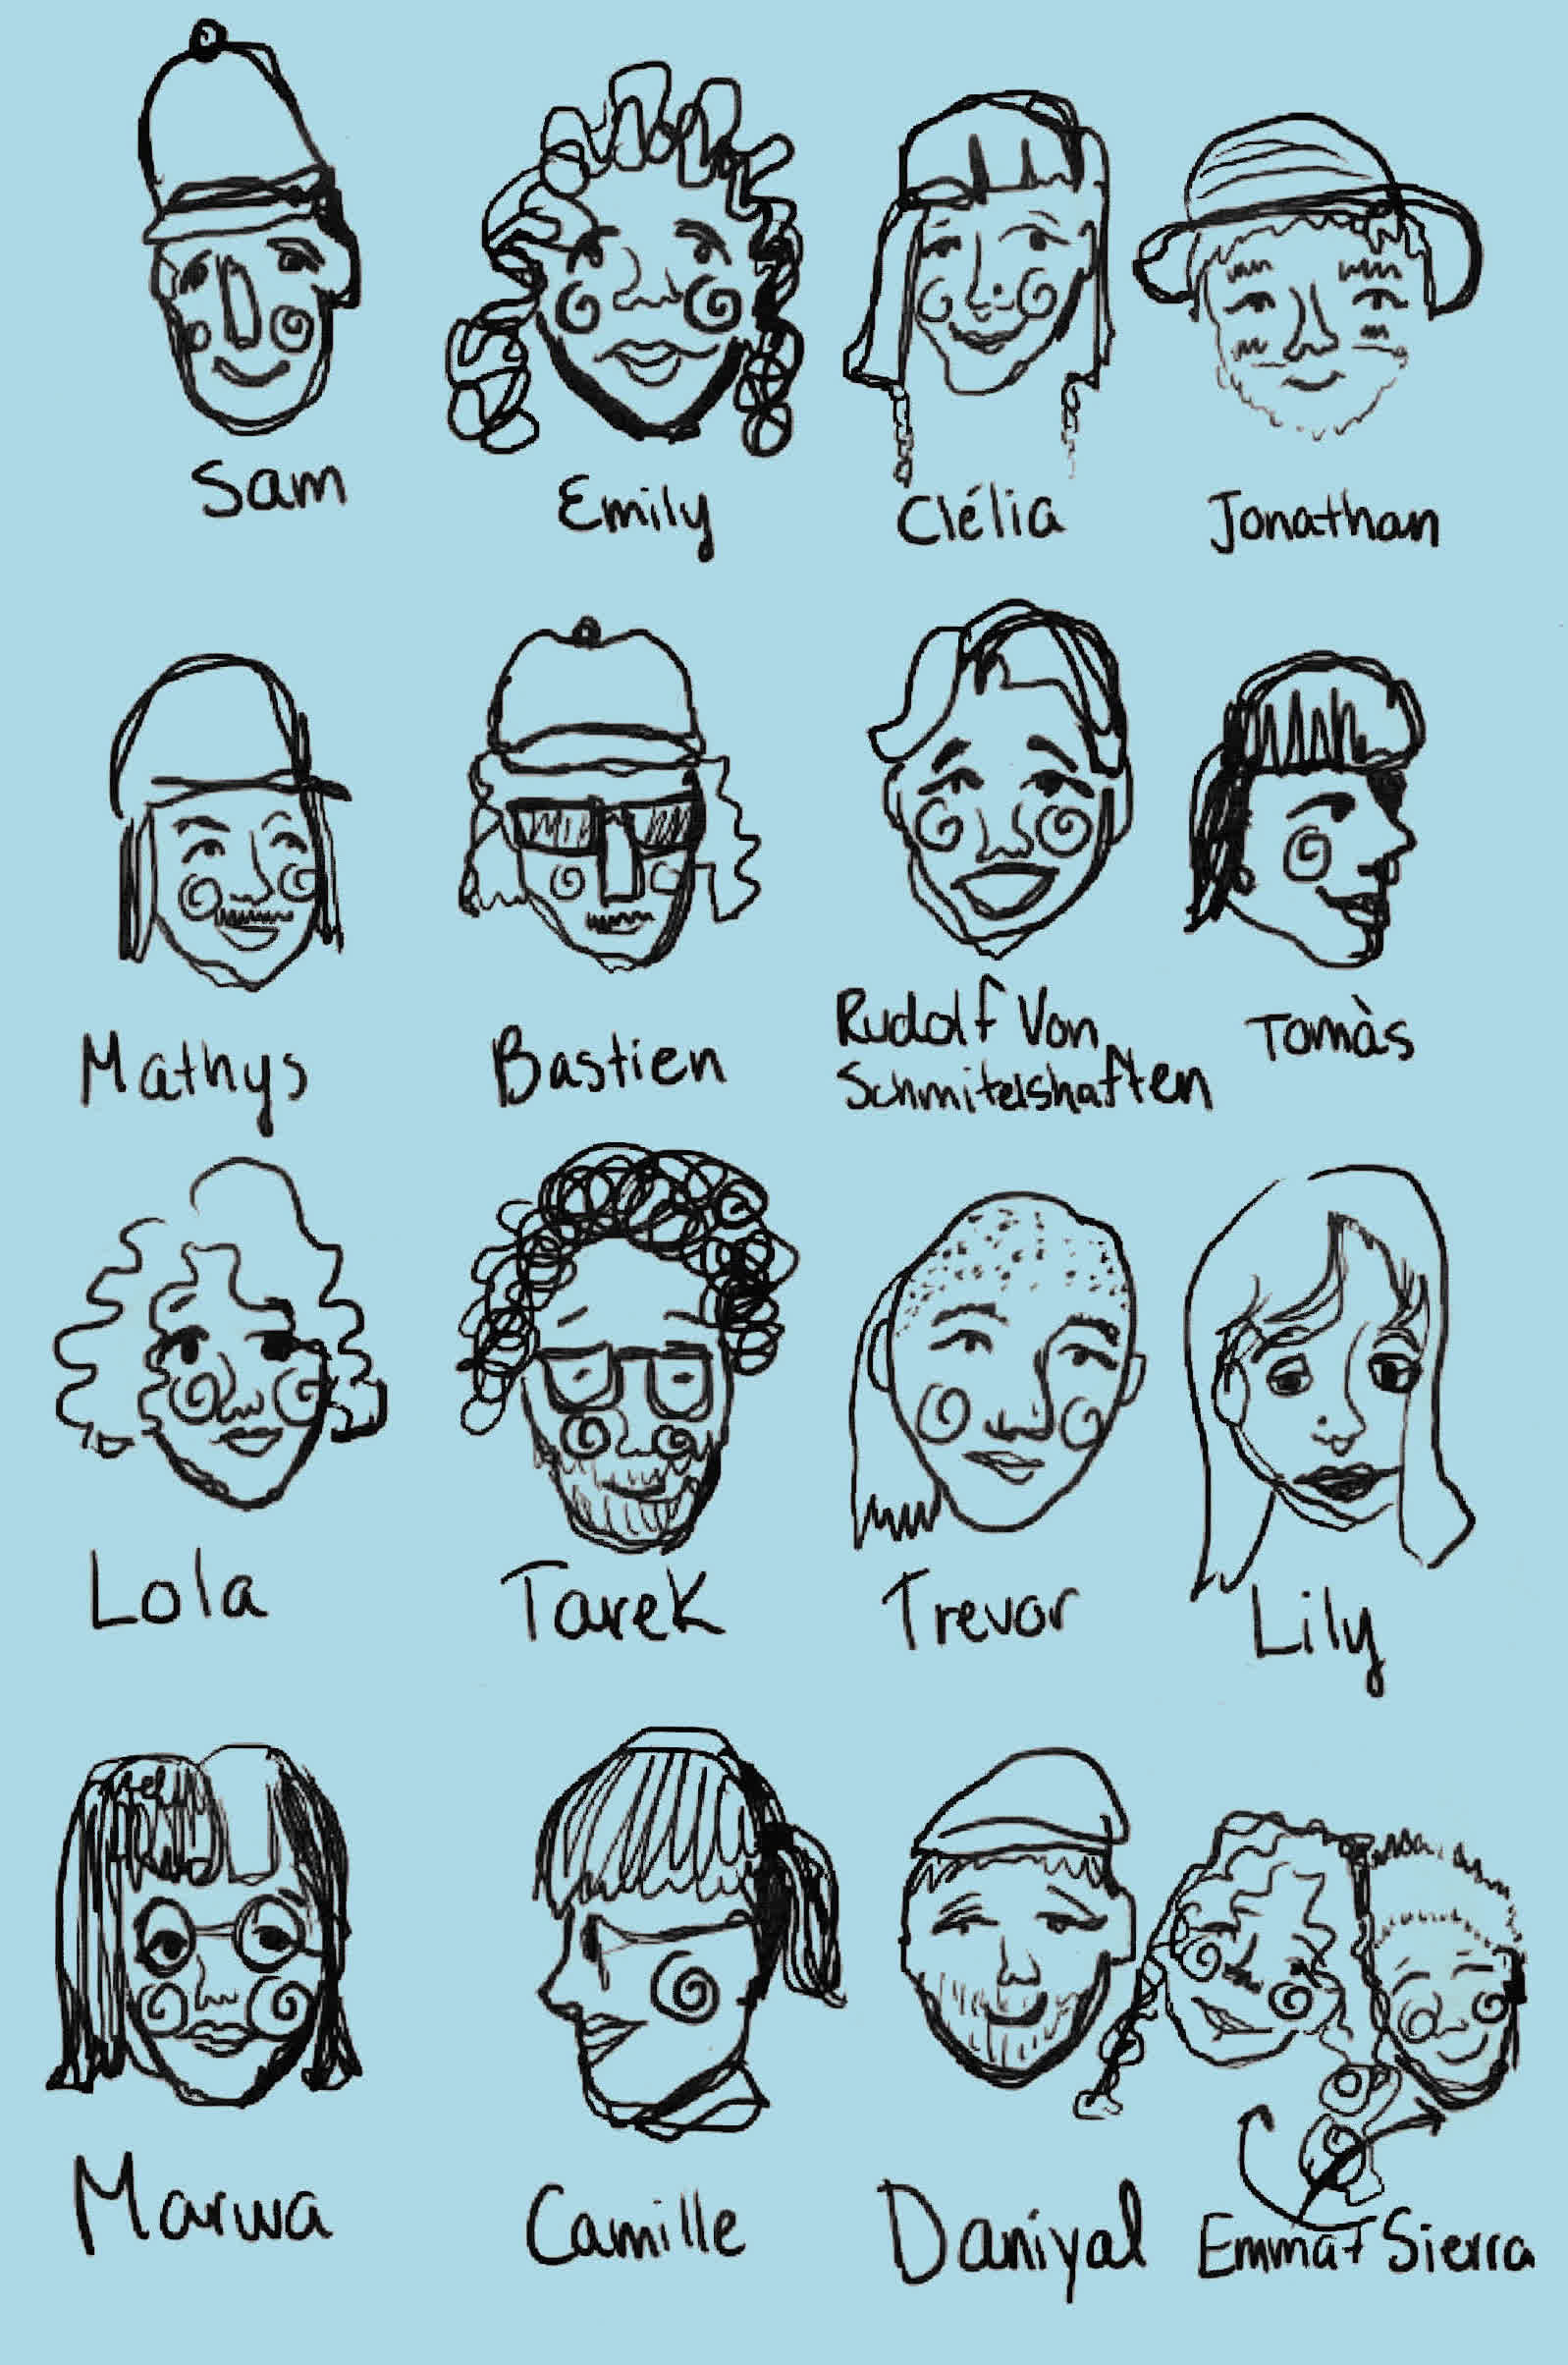 Sam
Emily
Clélia
Jonathan
Mathys
Bastien
Rudolf Von
Schmitelshaften
Tomàs
Lola
Tarek
Trevor
Lily
Marwa
Camille
Daniyal
Emma+Sierra